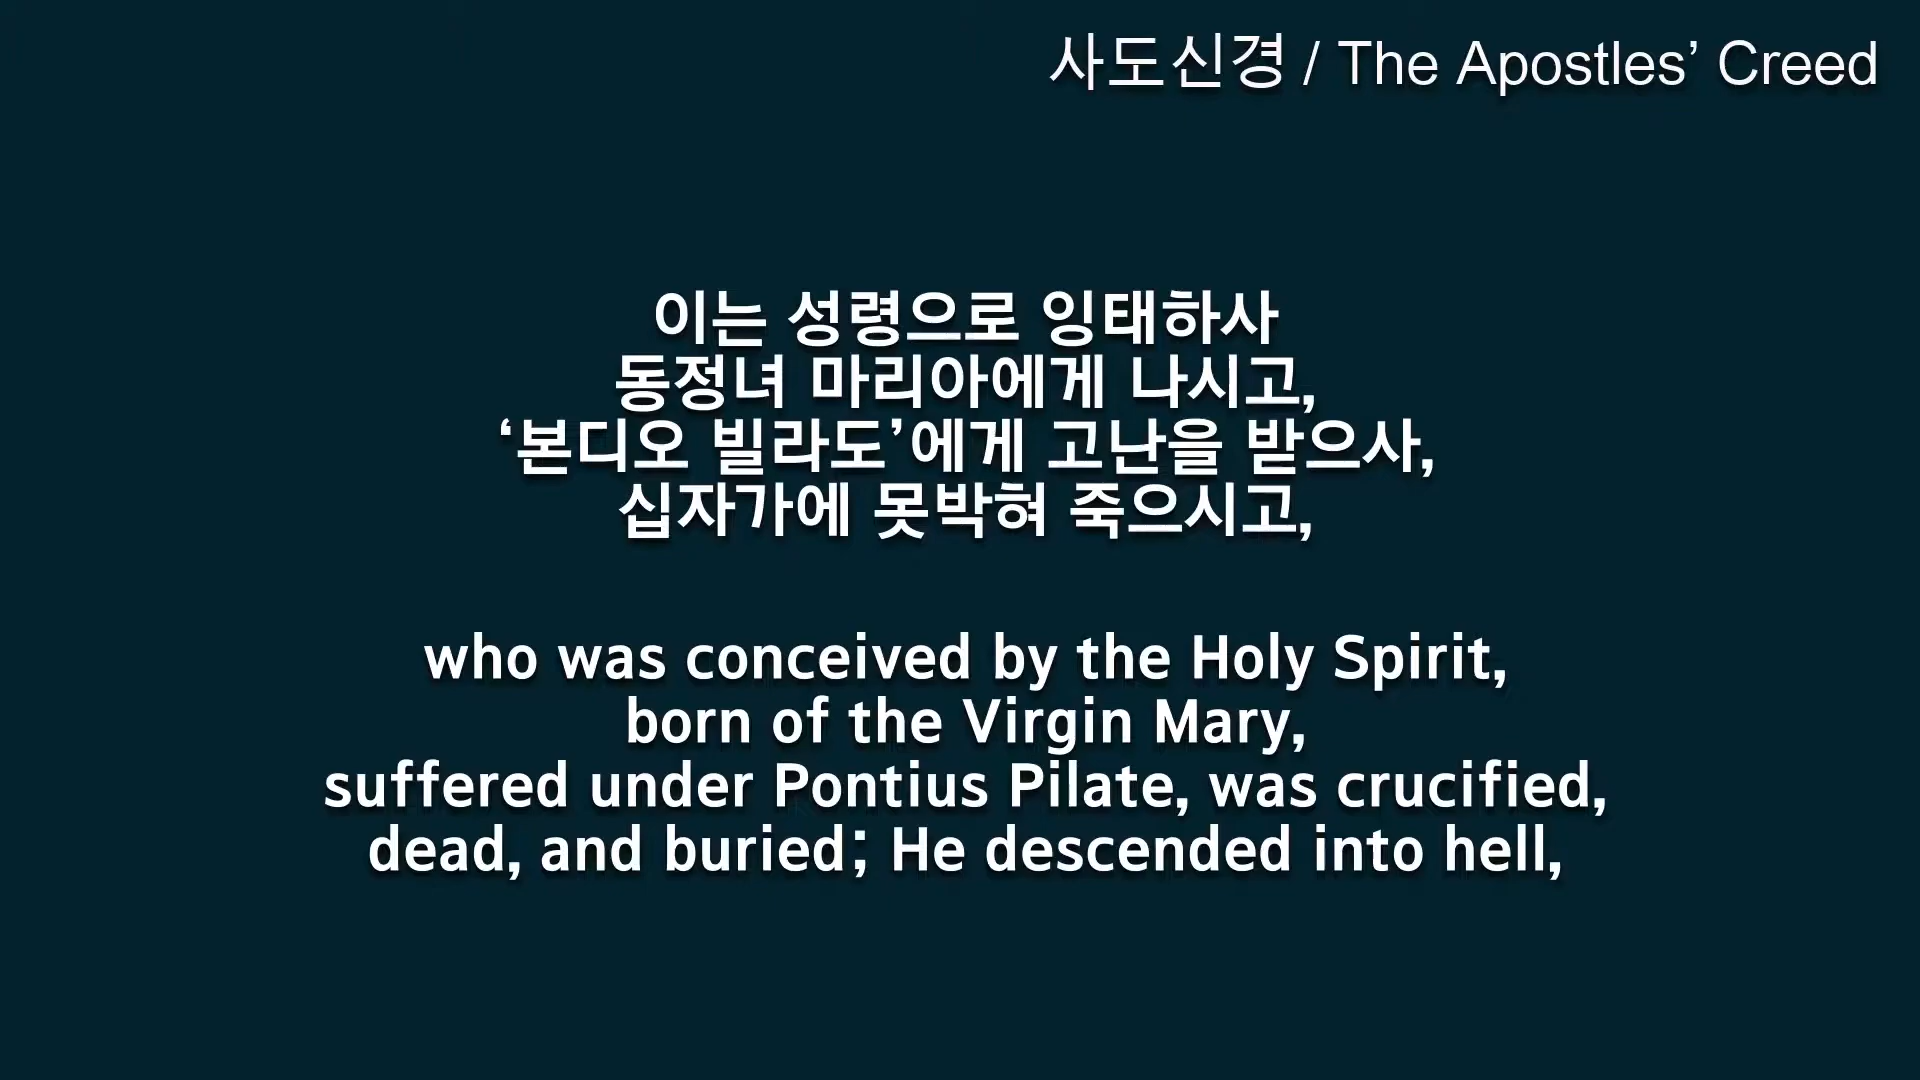 사도신경 / The Apostles’ Creed
이는 성령으로 잉태하사
동정녀 마리아에게 나시고,
‘본디오 빌라도’에게 고난을 받으사,
십자가에 못박혀 죽으시고,
who was conceived by the Holy Spirit,
born of the Virgin Mary,
suffered under Pontius Pilate, was crucified,
dead, and buried; He descended into hell,